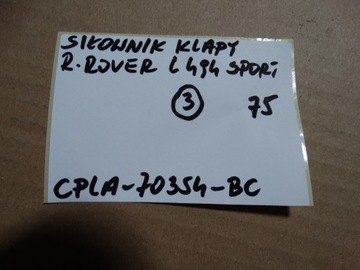 SIŁOWNIK KLAPY
R. ROVER L494 SPORT
3 75
CPLA-70354-BC